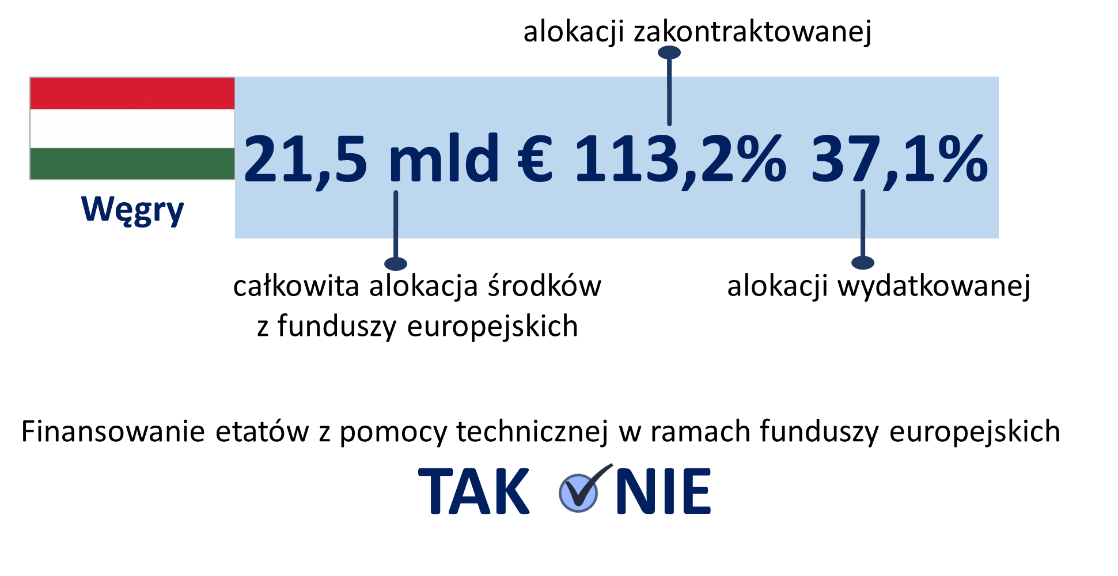 alokacji zakontraktowanej
21,5 mld € 113,2% 37,1%
Węgry
całkowita alokacja środków
z funduszy europejskich
alokacji wydatkowanej
Finansowanie etatów z pomocy technicznej w ramach funduszy europejskich
TAK NIE